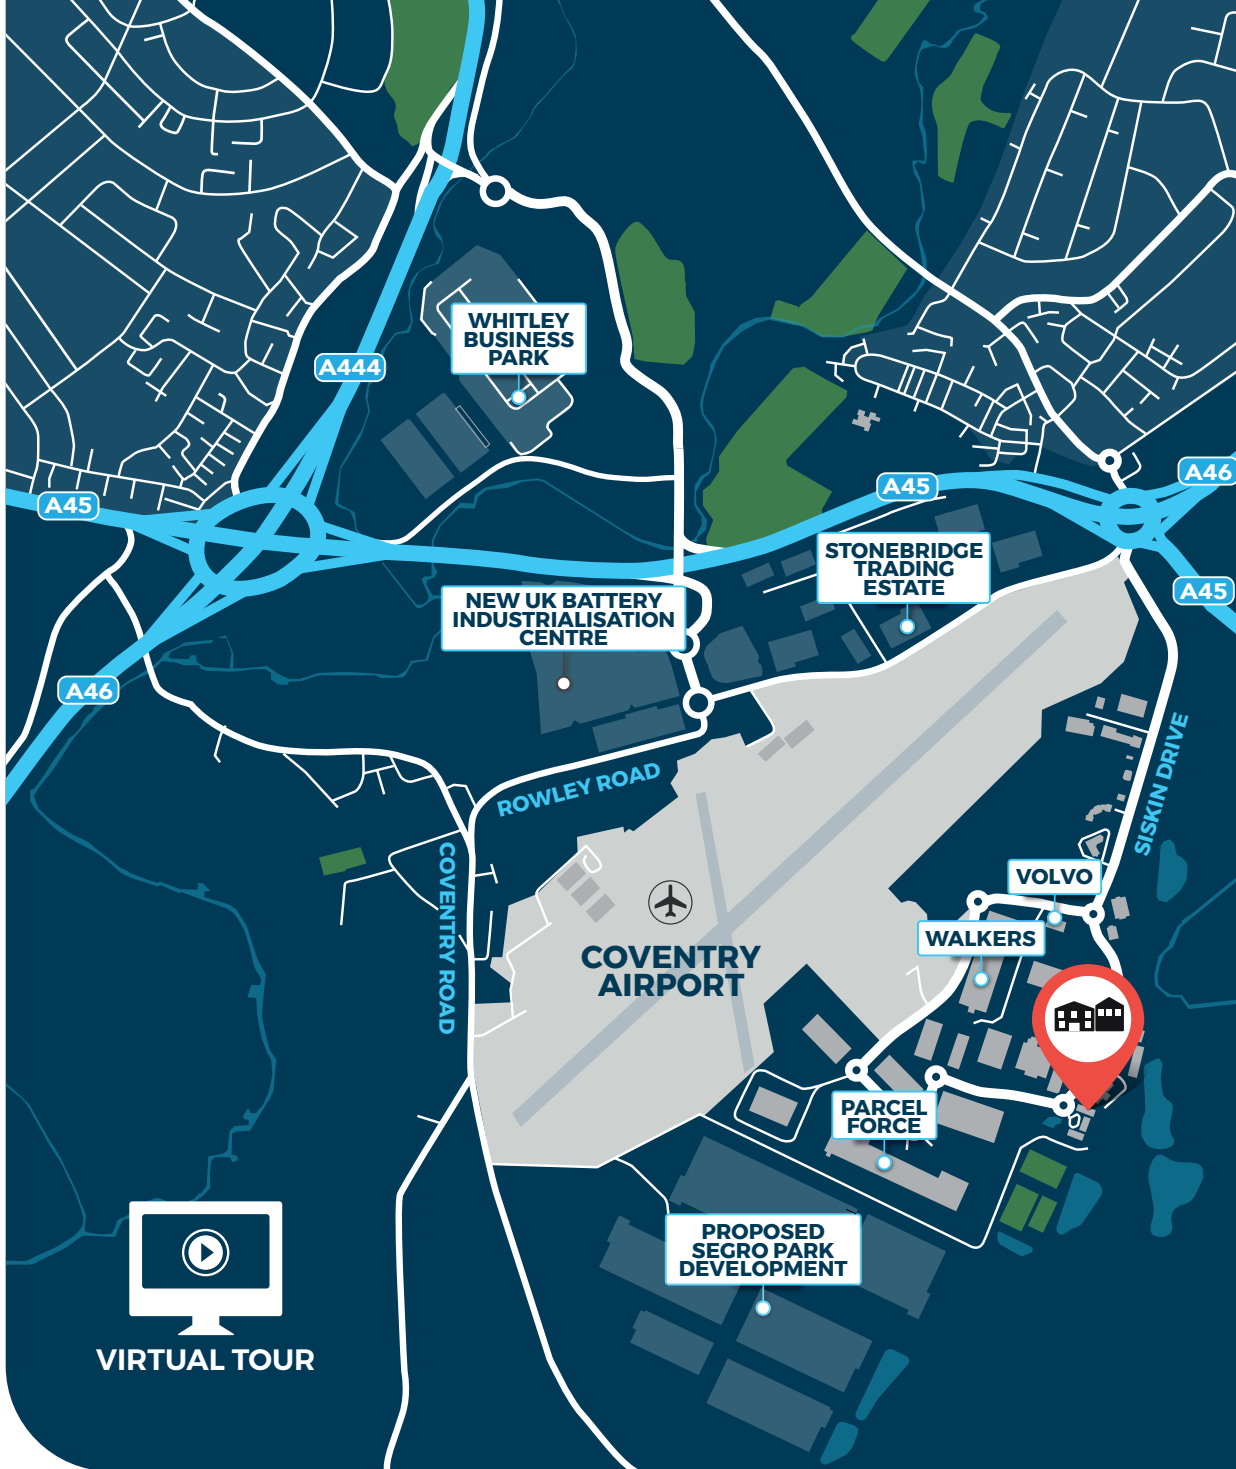 WHITLEY
BUSINESS
PARK
A444
A46
A45
A45
STONEBRIDGE
TRADING
ESTATE
A45
NEW UK BATTERY
INDUSTRIALISATION
CENTRE
A46
SISKIN DRIVE
ROWLEY ROAD
COVENTRY ROAD
VOLVO
WALKERS
COVENTRY
AIRPORT
PARCEL
FORCE
PROPOSED
SEGRO PARK
DEVELOPMENT
VIRTUAL TOUR